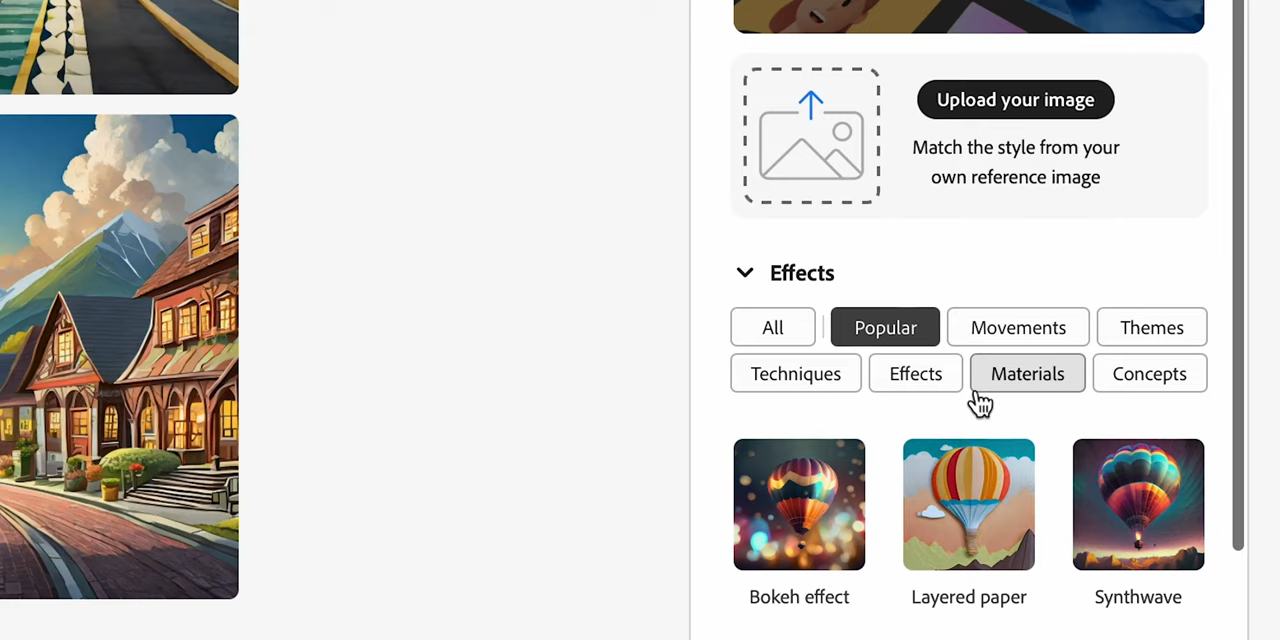 Upload your image
Match the style from your
own reference image
Effects
All
Popular
Movements
Themes
Techniques
Effects
Materials
Concepts
Bokeh effect
Layered paper
Synthwave